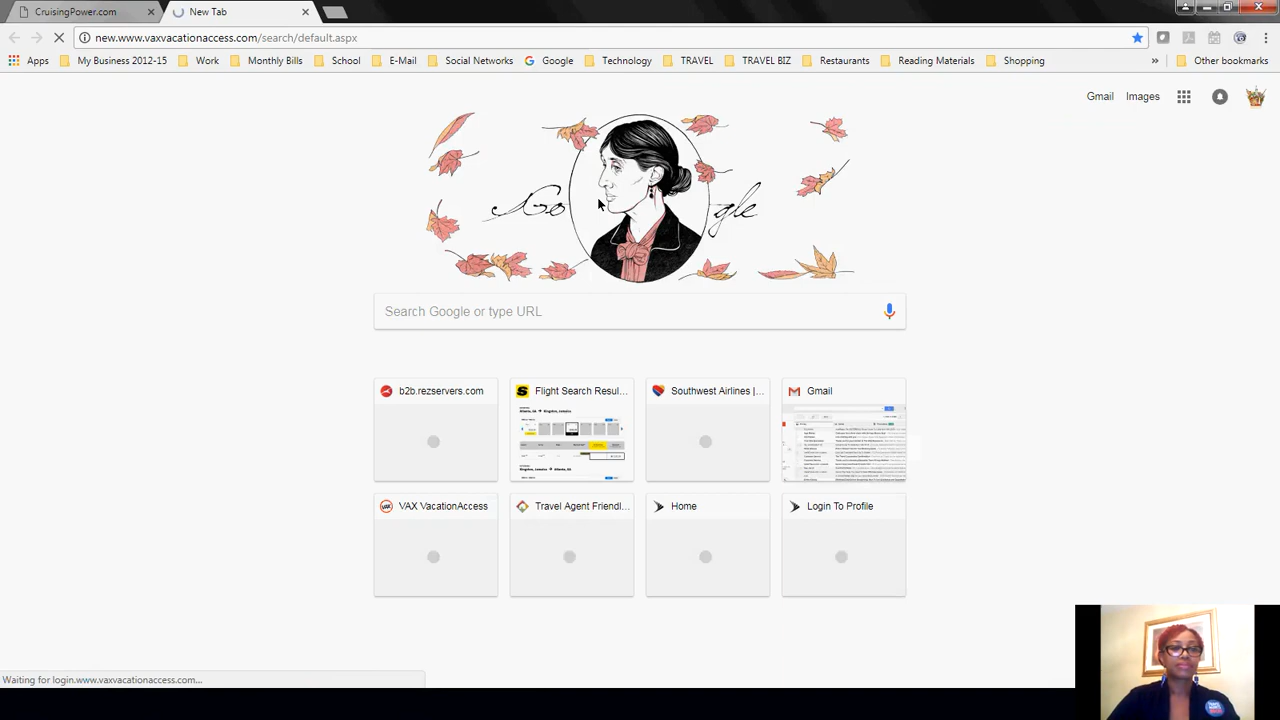 CruisingPower.com
New Tab
new.www.vaxvacationaccess.com/search/default.aspx
Apps My Business 2012-15 Work Monthly Bills School E-Mail Social Networks Google Technology TRAVEL TRAVEL BIZ Restaurants Reading Materials Shopping » Other bookmarks
Gmail Images
Go gle
Search Google or type URL
b2b.rezservers.com
Flight Search Resul...
Southwest Airlines |...
Gmail
VAX VacationAccess
Travel Agent Friendl...
Home
Login To Profile
Waiting for login.www.vaxvacationaccess.com...